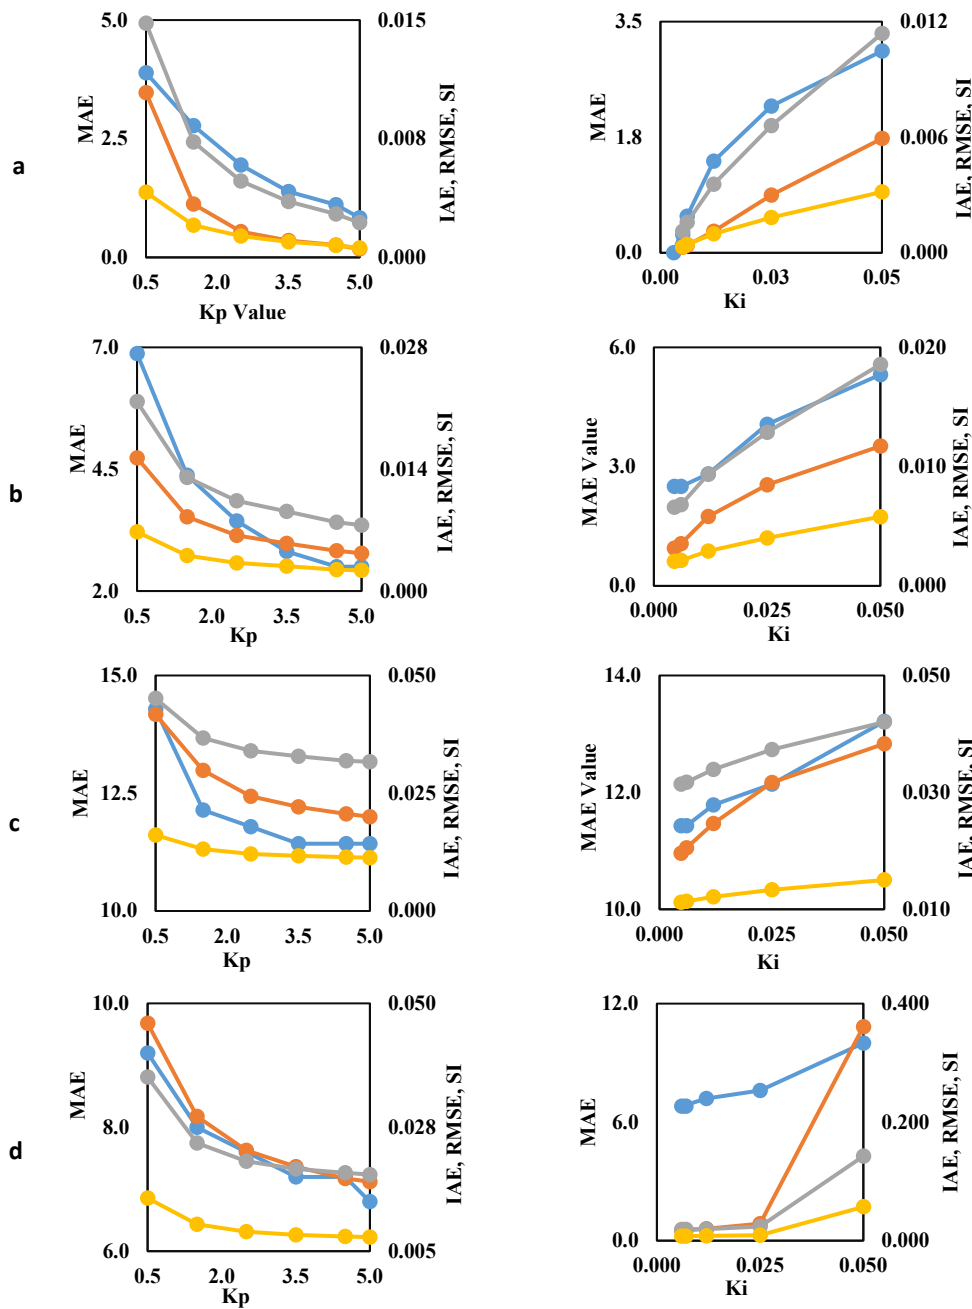 a
5.0
2.5
0.0
MAE
0.015
0.008
0.000
IAE, RMSE, SI
0.5 2.0 3.5 5.0
Kp Value
3.5
1.8
0.0
MAE
0.012
0.006
0.000
IAE, RMSE, SI
0.00 0.03 0.05
Ki
b
7.0
4.5
2.0
MAE
0.028
0.014
0.000
IAE, RMSE, SI
0.5 2.0 3.5 5.0
Kp
6.0
3.0
0.0
MAE Value
0.020
0.010
0.000
IAE, RMSE, SI
0.000 0.025 0.050
Ki
c
15.0
12.5
10.0
MAE
0.050
0.025
0.000
IAE, RMSE, SI
0.5 2.0 3.5 5.0
Kp
14.0
12.0
10.0
MAE Value
0.050
0.030
0.010
IAE, RMSE, SI
0.000 0.025 0.050
Ki
d
10.0
8.0
6.0
MAE
0.050
0.028
0.005
IAE, RMSE, SI
0.5 2.0 3.5 5.0
Kp
12.0
6.0
0.0
MAE
0.400
0.200
0.000
IAE, RMSE, SI
0.000 0.025 0.050
Ki